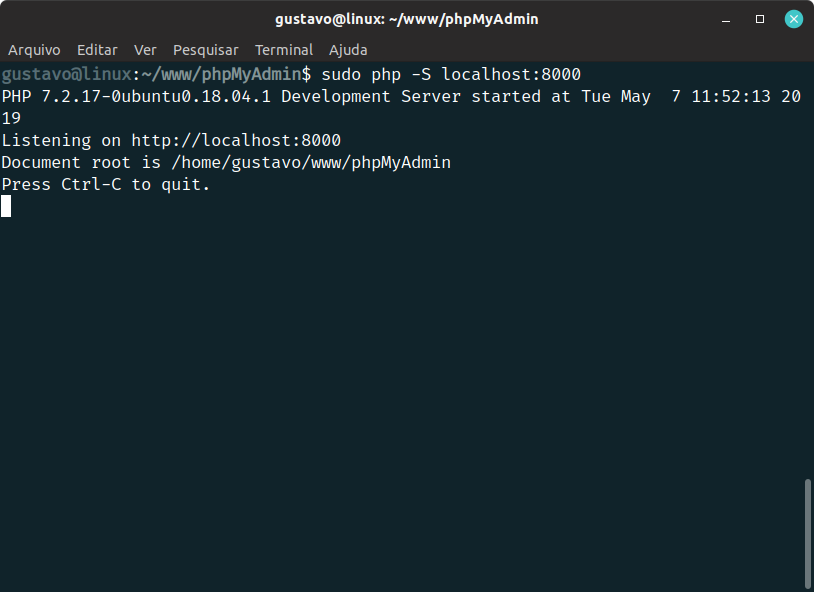 gustavo@linux: ~/www/phpMyAdmin
Arquivo Editar Ver Pesquisar Terminal Ajuda
gustavo@linux:~/www/phpMyAdmin$ sudo php -S localhost:8000
PHP 7.2.17-0ubuntu0.18.04.1 Development Server started at Tue May  7 11:52:13 20
19
Listening on http://localhost:8000
Document root is /home/gustavo/www/phpMyAdmin
Press Ctrl-C to quit.